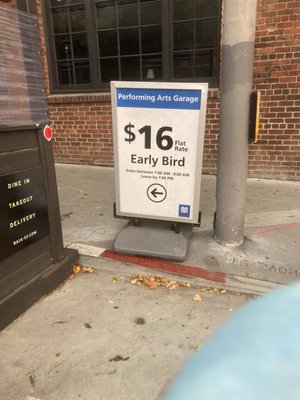 Performing Arts Garage
$16 Flat
Rate
Early Bird
Enter between 7:00 AM - 9:00 AM
Leave by 7:00 PM
DINE IN
TAKEOUT
DELIVERY